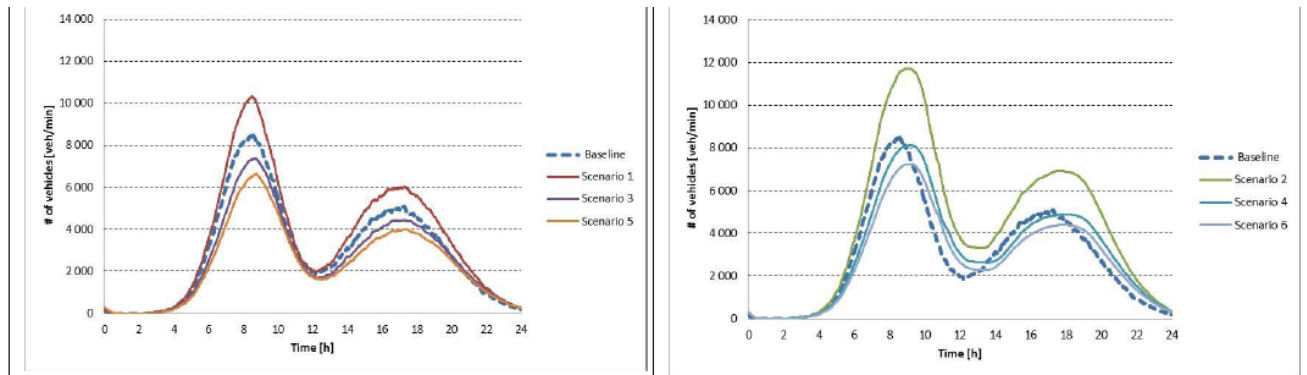 14 000
12 000
10 000
8 000
6 000
4 000
2 000
0
# of vehicles [veh/min]
0 2 4 6 8 10 12 14 16 18 20 22 24
Time [h]
Baseline
Scenario 1
Scenario 3
Scenario 5
14 000
12 000
10 000
8 000
6 000
4 000
2 000
0
# of vehicles [veh/min]
0 2 4 6 8 10 12 14 16 18 20 22 24
Time [h]
Baseline
Scenario 2
Scenario 4
Scenario 6